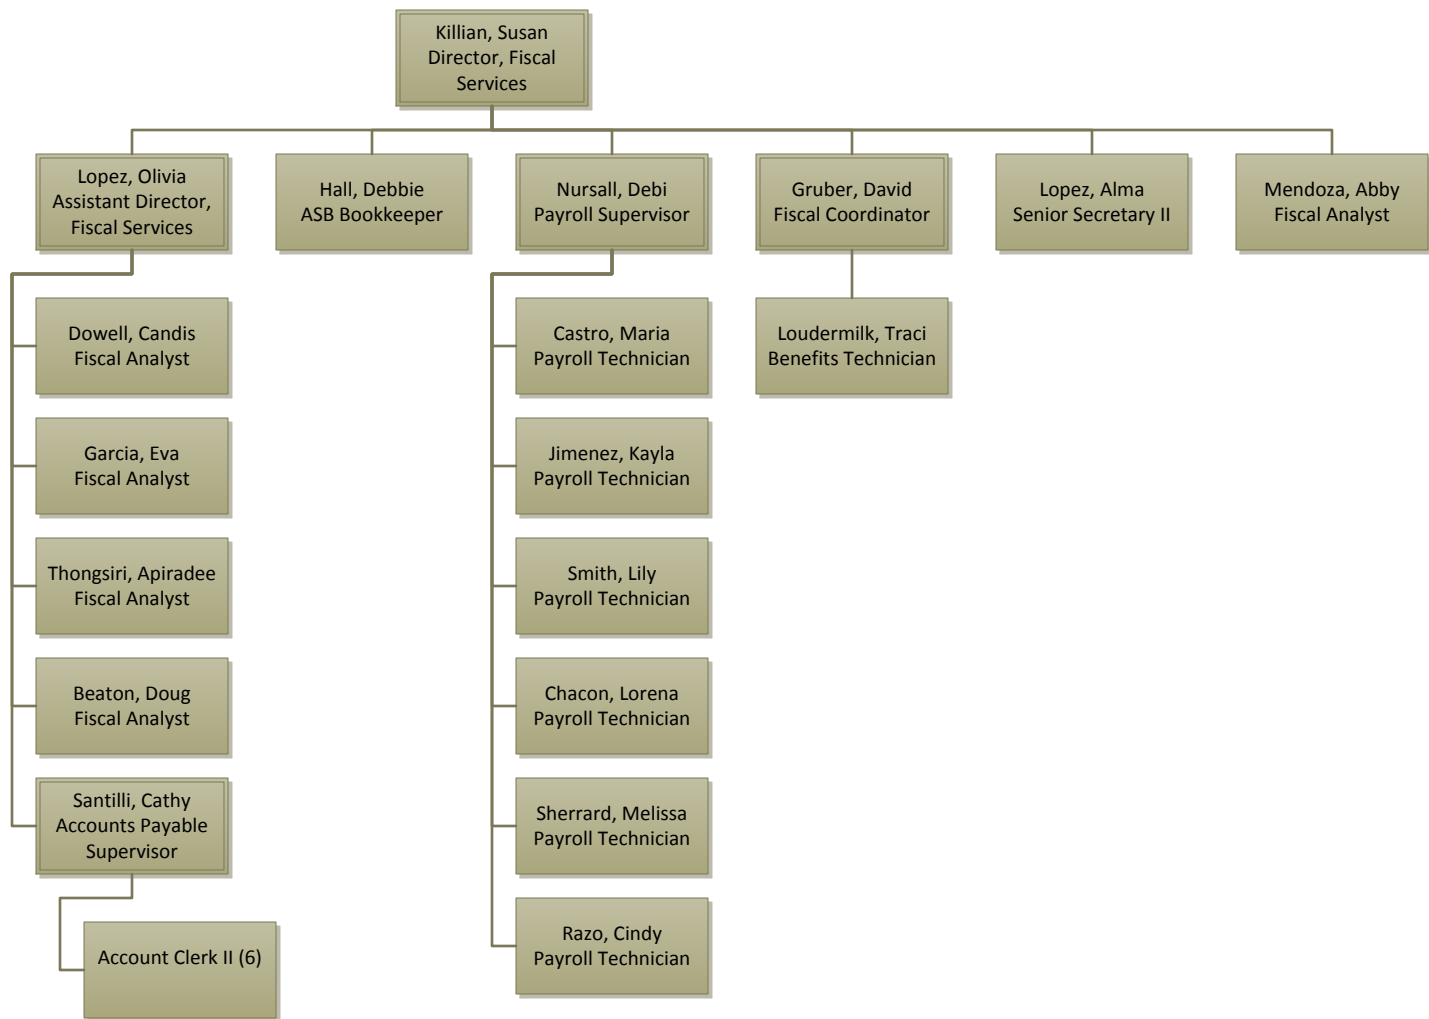 Killian, Susan
Director, Fiscal
Services
Lopez, Olivia
Assistant Director,
Fiscal Services
Hall, Debbie
ASB Bookkeeper
Nursall, Debi
Payroll Supervisor
Gruber, David
Fiscal Coordinator
Lopez, Alma
Senior Secretary II
Mendoza, Abby
Fiscal Analyst
Dowell, Candis
Fiscal Analyst
Garcia, Eva
Fiscal Analyst
Thongsiri, Apiradee
Fiscal Analyst
Beaton, Doug
Fiscal Analyst
Santilli, Cathy
Accounts Payable
Supervisor
Account Clerk II (6)
Castro, Maria
Payroll Technician
Jimenez, Kayla
Payroll Technician
Smith, Lily
Payroll Technician
Chacon, Lorena
Payroll Technician
Sherrard, Melissa
Payroll Technician
Razo, Cindy
Payroll Technician
Loudermilk, Traci
Benefits Technician